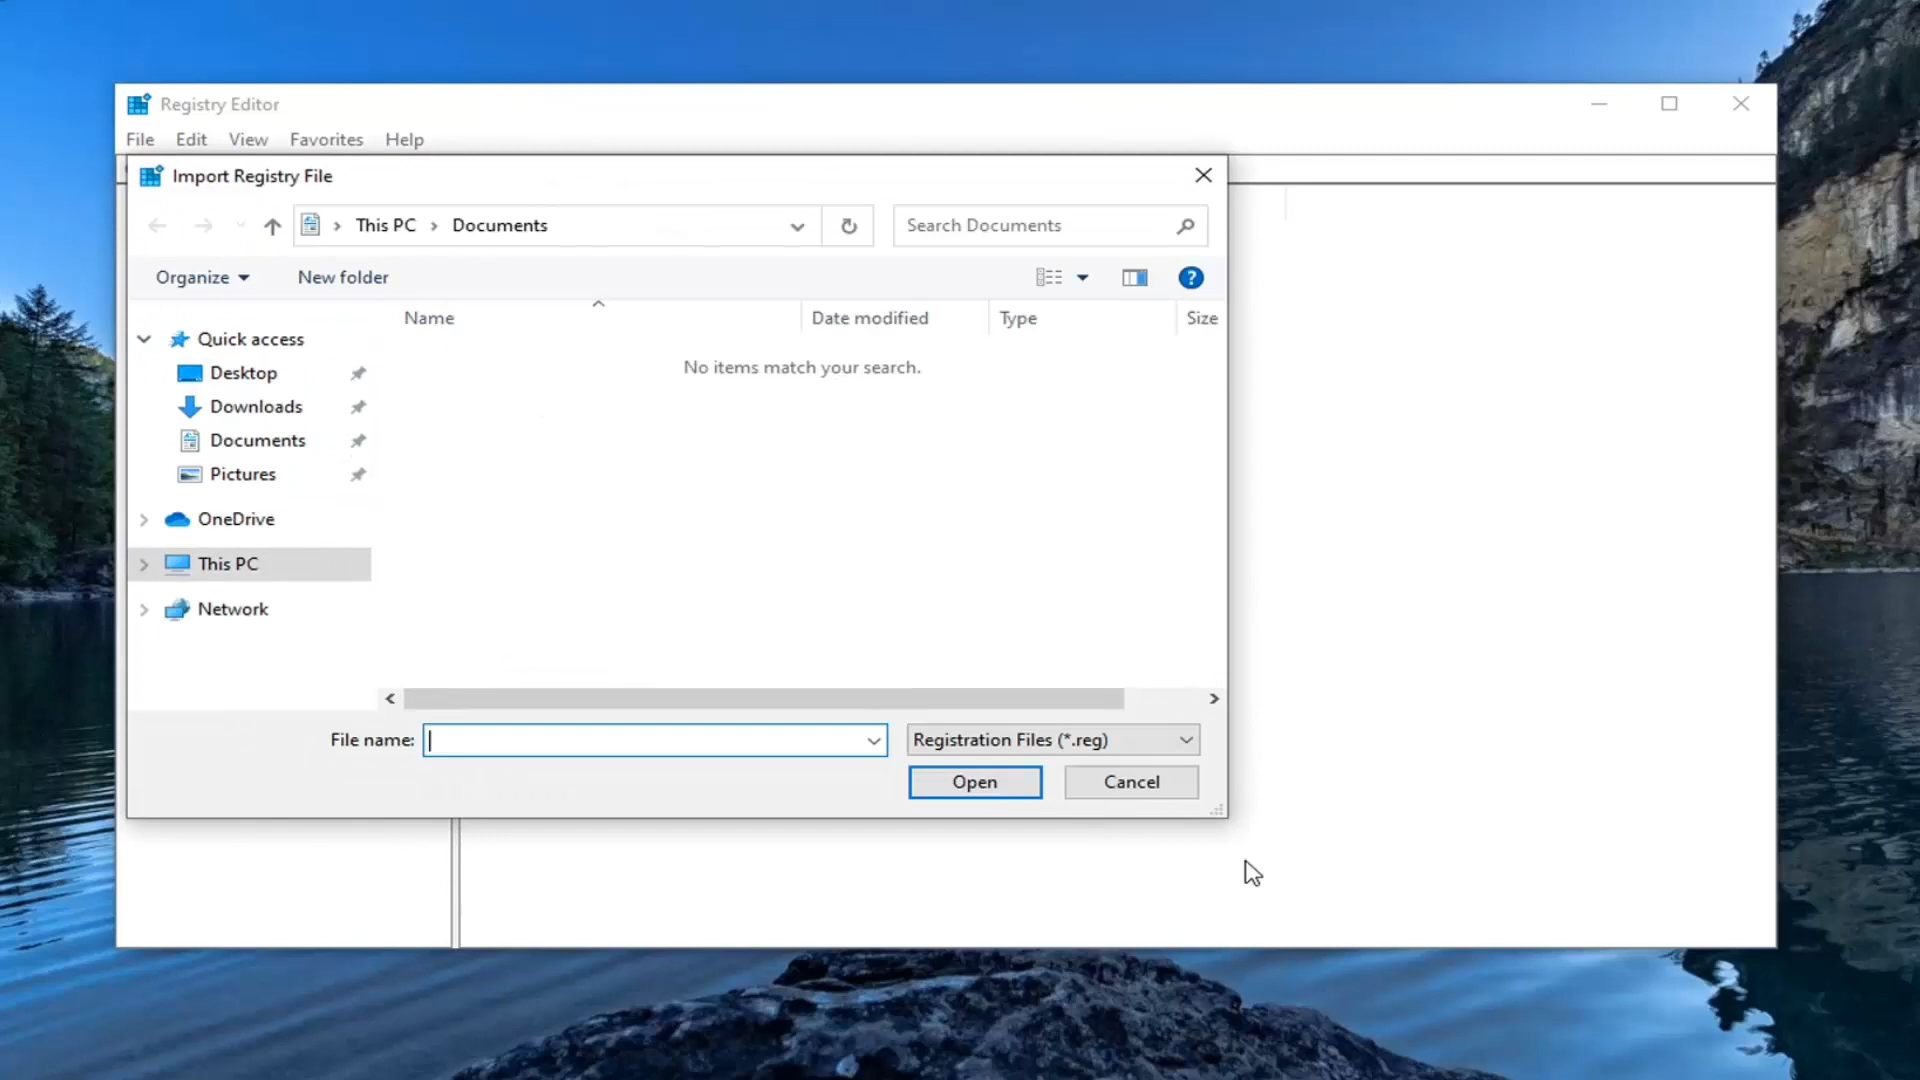 Registry Editor
File Edit View Favorites Help
Import Registry File
This PC Documents
Search Documents
Organize New folder
?
Name Date modified Type Size
No items match your search.
Quick access
Desktop
Downloads
Documents
Pictures
OneDrive
This PC
Network
File name:
Registration Files (*.reg)
Open Cancel